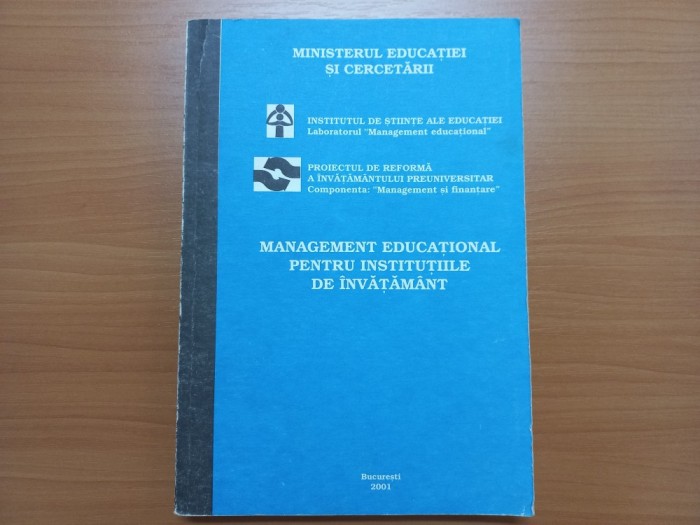 MINISTERUL EDUCAȚIEI
ȘI CERCETĂRII
INSTITUTUL DE ȘTIINȚE ALE EDUCAȚIEI
Laboratorul "Management educațional"
PROIECTUL DE REFORMĂ
A ÎNVĂȚĂMÂNTULUI PREUNIVERSITAR
Componenta: "Management și finanțare"
MANAGEMENT EDUCAȚIONAL
PENTRU INSTITUȚIILE
DE ÎNVĂȚĂMÂNT
București
2001